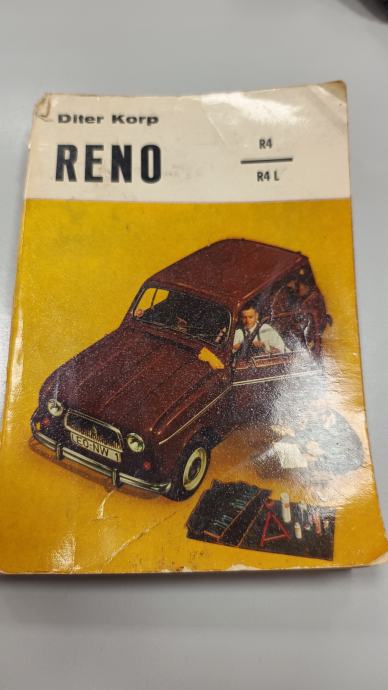 Diter Korp
RENO
R4
R4 L
LEO-NW 1